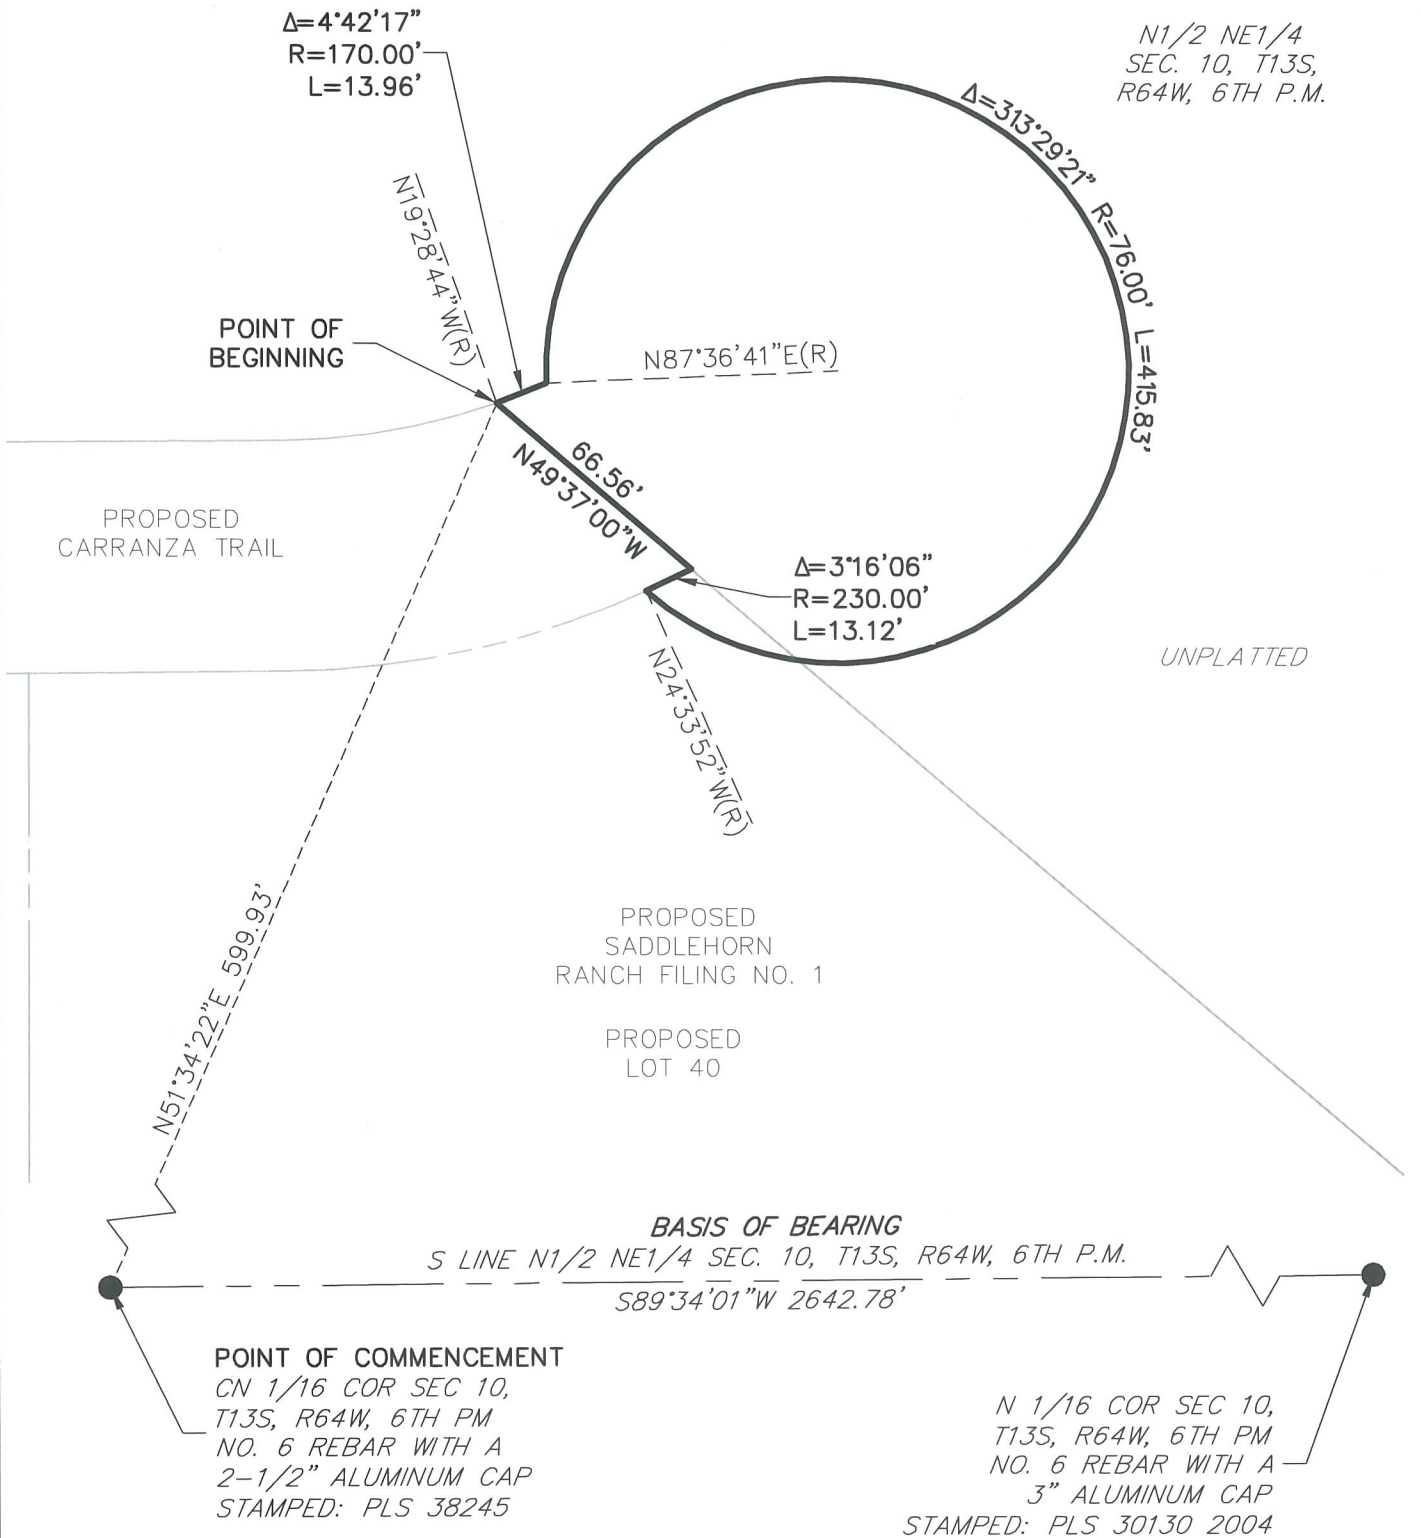 Δ=4°42'17"
R=170.00'
L=13.96'
N1/2 NE1/4
SEC. 10, T13S,
R64W, 6TH P.M.
Δ=313°29'21" R=76.00' L=415.83'
N19°28'44"W(R)
POINT OF
BEGINNING
N87°36'41"E(R)
66.56'
N49°37'00"W
PROPOSED
CARRANZA TRAIL
Δ=3°16'06"
R=230.00'
L=13.12'
UNPLATTED
N24°33'52"W(R)
N51°34'22"E 599.93'
PROPOSED
SADDLEHORN
RANCH FILING NO. 1
PROPOSED
LOT 40
BASIS OF BEARING
S LINE N1/2 NE1/4 SEC. 10, T13S, R64W, 6TH P.M.
S89°34'01"W 2642.78'
POINT OF COMMENCEMENT
CN 1/16 COR SEC 10,
T13S, R64W, 6TH PM
NO. 6 REBAR WITH A
2-1/2" ALUMINUM CAP
STAMPED: PLS 38245
N 1/16 COR SEC 10,
T13S, R64W, 6TH PM
NO. 6 REBAR WITH A
3" ALUMINUM CAP
STAMPED: PLS 30130 2004